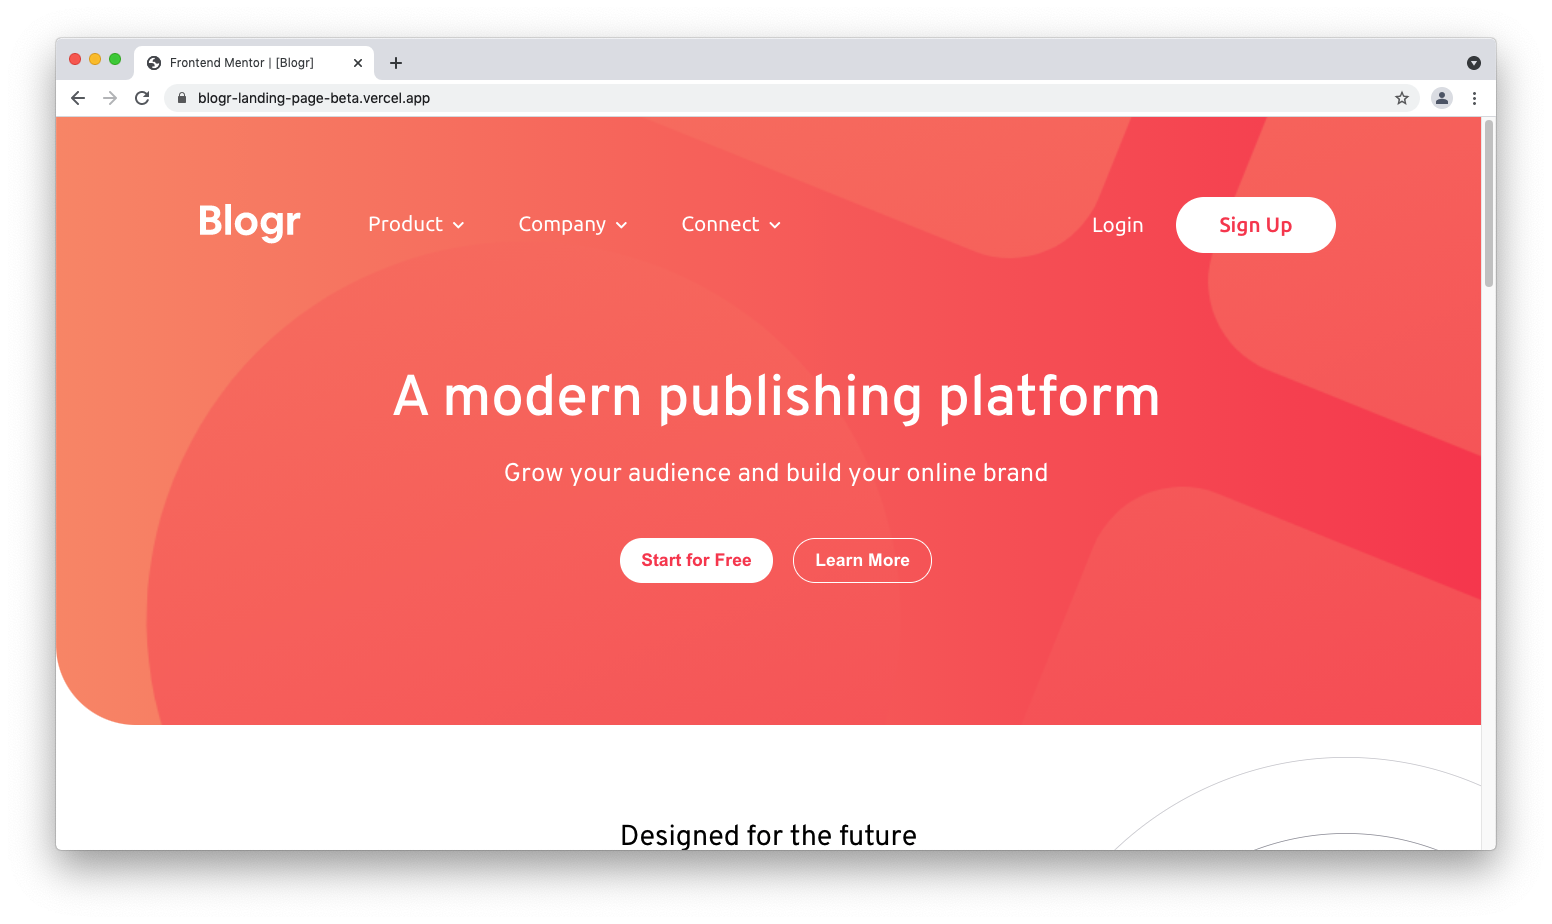 Frontend Mentor | [Blogr]
blogr-landing-page-beta.vercel.app
Blogr Product Company Connect Login Sign Up
A modern publishing platform
Grow your audience and build your online brand
Start for Free Learn More
Designed for the future